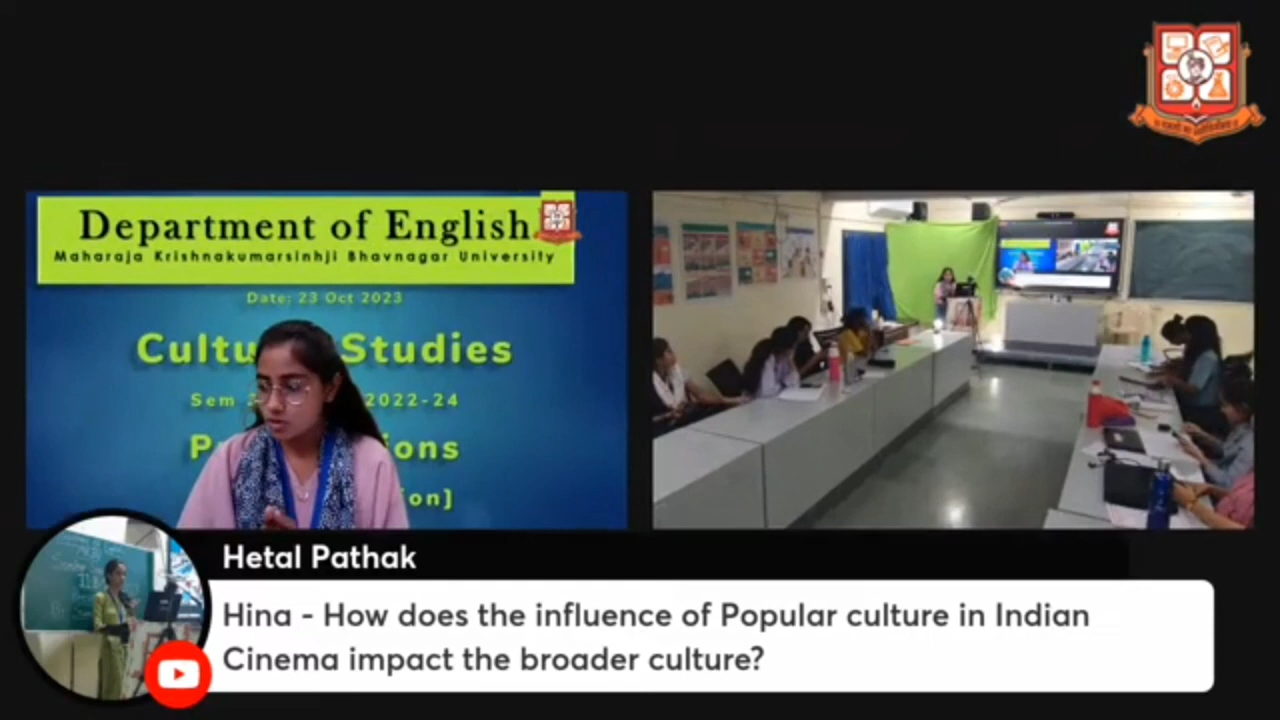 Department of English
Maharaja Krishnakumarsinhji Bhavnagar University
Date; 23 Oct 2023
Studies
Sem
2022-24
Hetal Pathak
Hina - How does the influence of Popular culture in Indian
Cinema impact the broader culture?